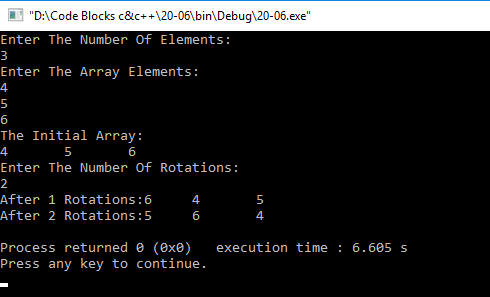 "D:\Code Blocks c&c++\20-06\bin\Debug\20-06.exe"
Enter The Number Of Elements:
3
Enter The Array Elements:
4
5
6
The Initial Array:
4       5       6
Enter The Number Of Rotations:
2
After 1 Rotations:6     4       5
After 2 Rotations:5     6       4

Process returned 0 (0x0)   execution time : 6.605 s
Press any key to continue.